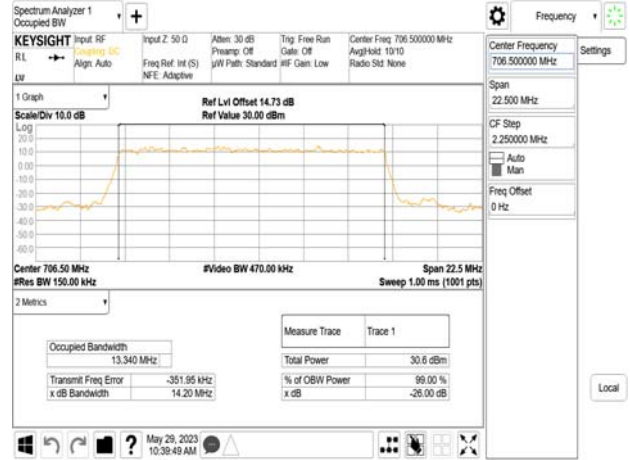 Spectrum Analyzer 1
Occupied BW
Frequency
KEYSIGHT
RL
Input: RF
Coupling: DC
Align: Auto
Input Z: 50 Ω
Freq Ref: Int (S)
NFE: Adaptive
Atten: 30 dB
Preamp: Off
µW Path: Standard
Trig: Free Run
Gate: Off
#IF Gain: Low
Center Freq: 706.500000 MHz
Avg|Hold: 10/10
Radio Std: None
Center Frequency
706.500000 MHz
Settings
Span
22.500 MHz
CF Step
2.250000 MHz
Auto
Man
Freq Offset
0 Hz
Local
1 Graph
Scale/Div 10.0 dB
Ref Lvl Offset 14.73 dB
Ref Value 30.00 dBm
Log
20.0
10.0
0.00
-10.0
-20.0
-30.0
-40.0
-50.0
-60.0
Center 706.50 MHz
#Video BW 470.00 kHz
Span 22.5 MHz
#Res BW 150.00 kHz
Sweep 1.00 ms (1001 pts)
2 Metrics
Measure Trace Trace 1
Occupied Bandwidth
13.340 MHz
Total Power 30.6 dBm
Transmit Freq Error -351.95 kHz
% of OBW Power 99.00 %
x dB Bandwidth 14.20 MHz
x dB -26.00 dB
May 29, 2023
10:39:49 AM